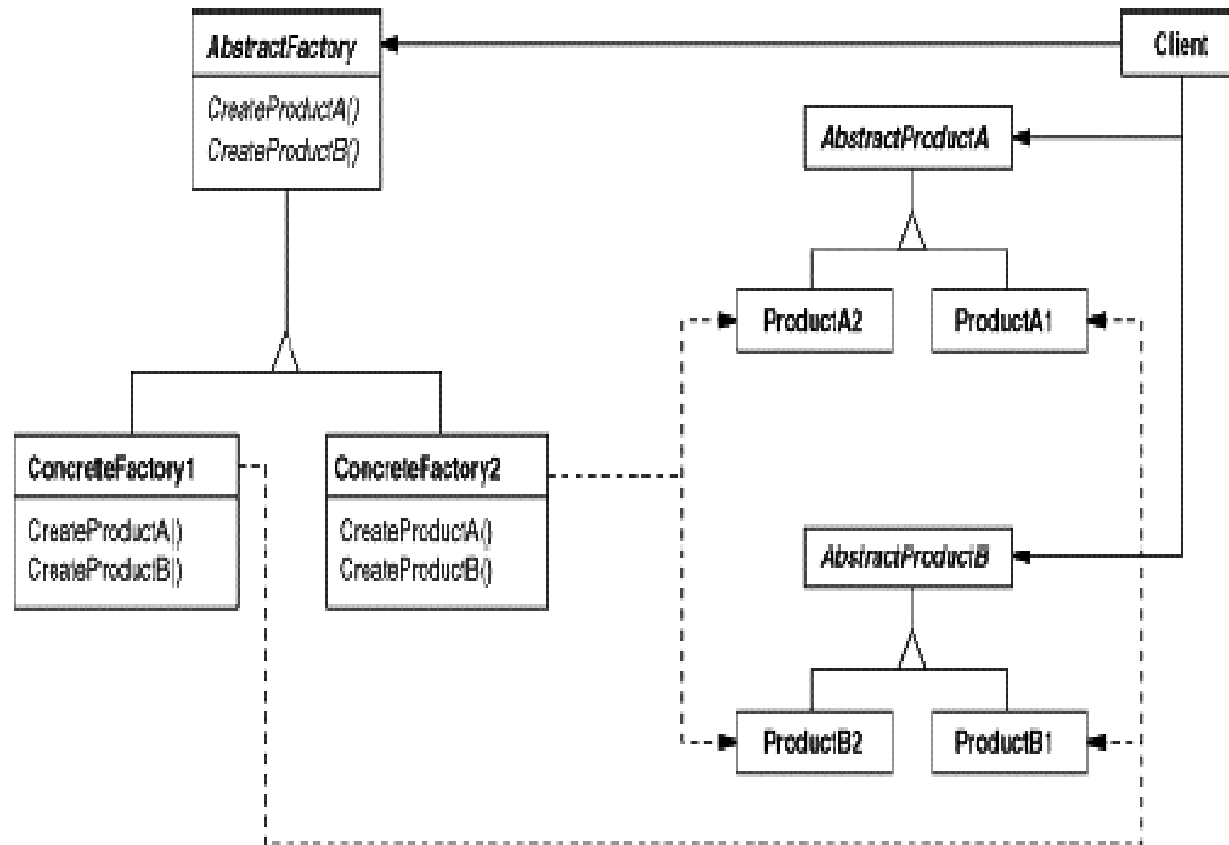 AbstractFactory
CreateProductA()
CreateProductB()
Client
AbstractProductA
ProductA2
ProductA1
ConcreteFactory1
CreateProductA()
CreateProductB()
ConcreteFactory2
CreateProductA()
CreateProductB()
AbstractProductB
ProductB2
ProductB1